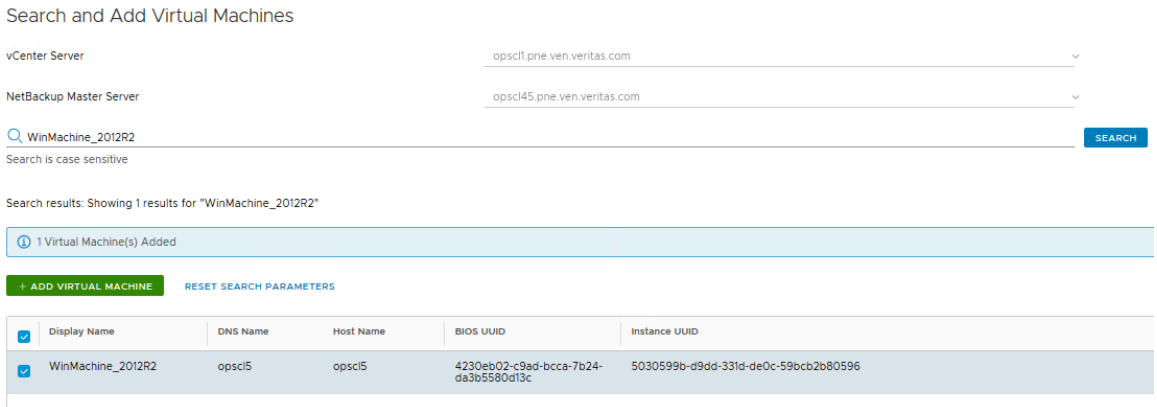 Search and Add Virtual Machines
vCenter Server
opscl1.pne.ven.veritas.com
NetBackup Master Server
opscl45.pne.ven.veritas.com
WinMachine_2012R2
SEARCH
Search is case sensitive
Search results: Showing 1 results for "WinMachine_2012R2"
1 Virtual Machine(s) Added
+ ADD VIRTUAL MACHINE
RESET SEARCH PARAMETERS
Display Name DNS Name Host Name BIOS UUID Instance UUID
WinMachine_2012R2 opscl5 opscl5 4230eb02-c9ad-bcca-7b24- 5030599b-d9dd-331d-de0c-59bcb2b80596
da3b5580d13c